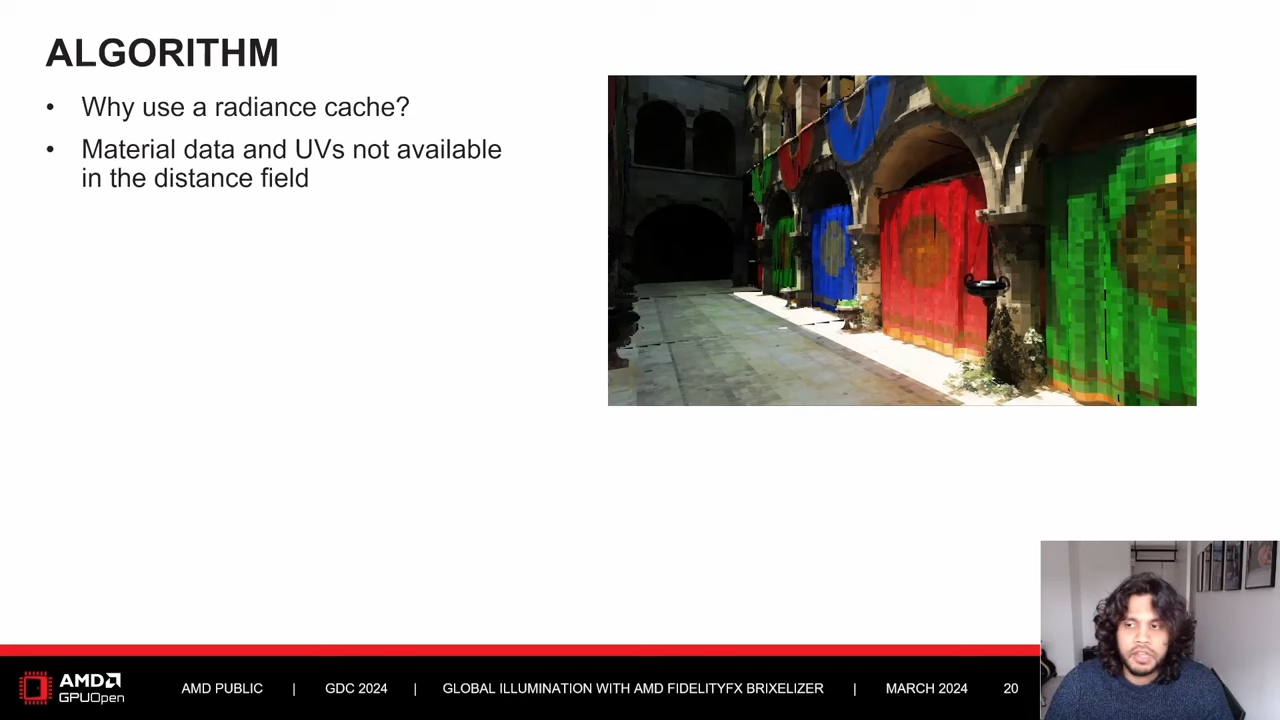 ALGORITHM
• Why use a radiance cache?
• Material data and UVs not available
in the distance field
AMD
GPUOpen
AMD PUBLIC | GDC 2024 | GLOBAL ILLUMINATION WITH AMD FIDELITYFX BRIXELIZER | MARCH 2024 20